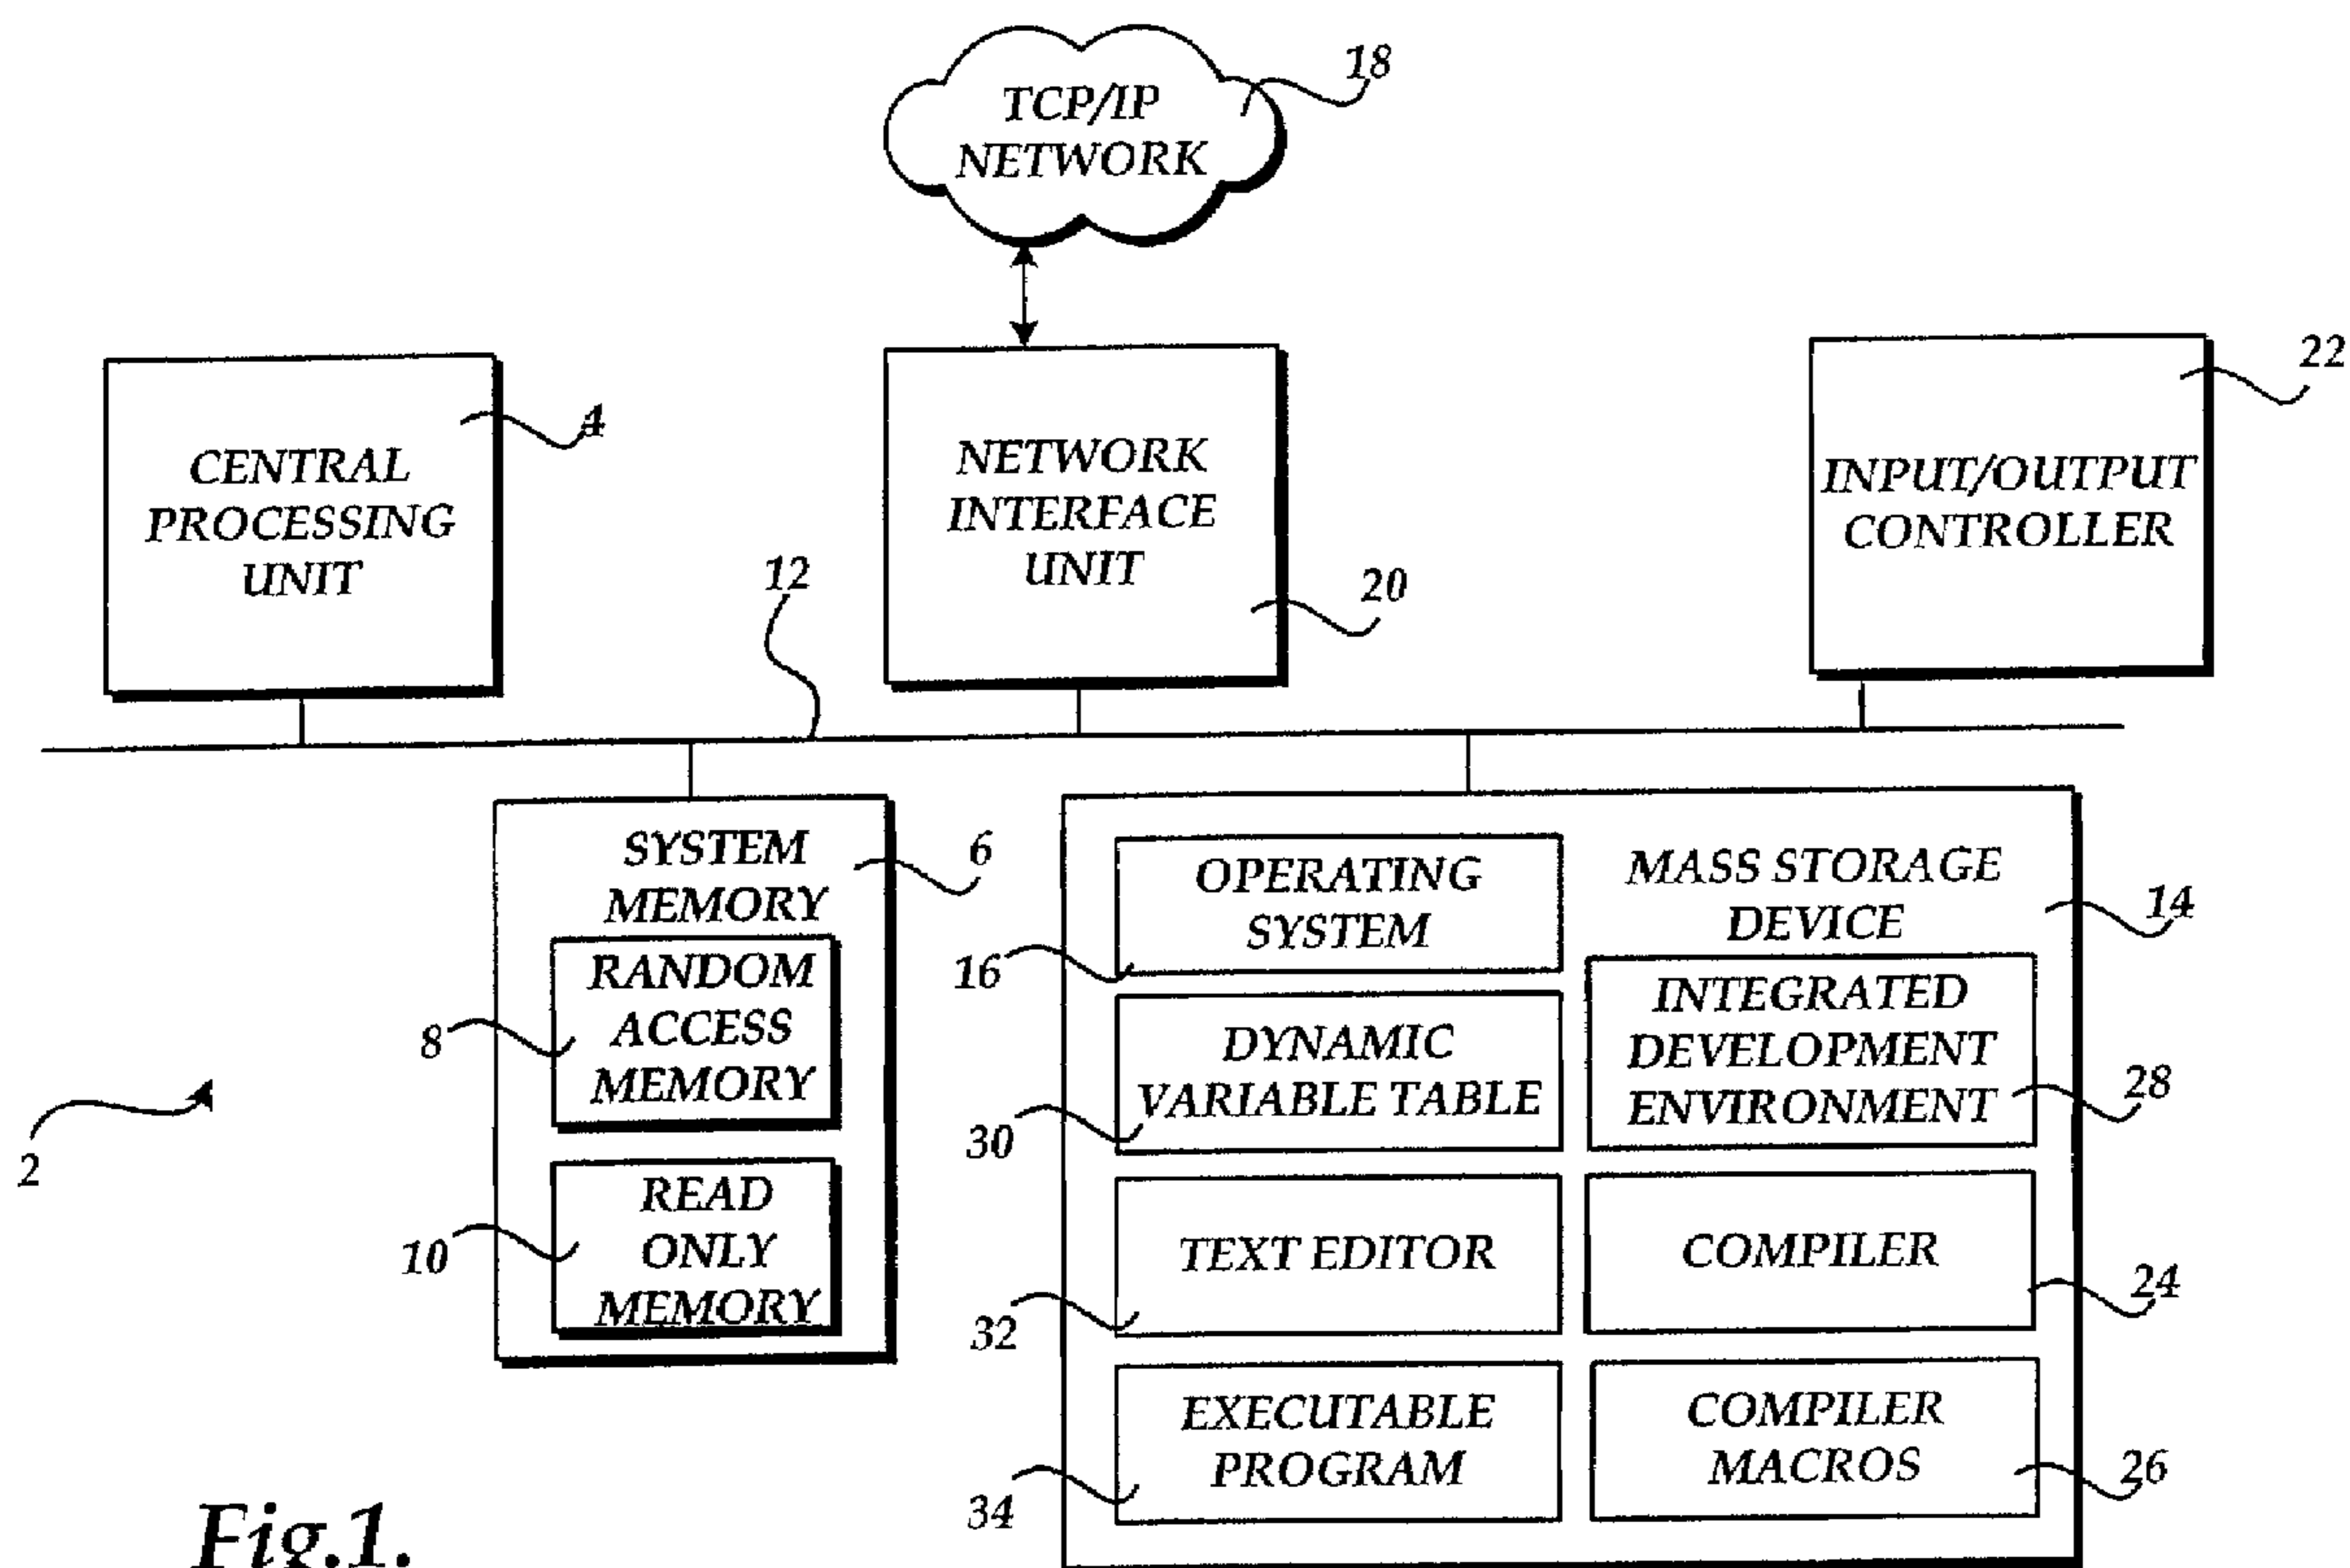 18
TCP/IP
NETWORK
22
4
CENTRAL
PROCESSING
UNIT
NETWORK
INTERFACE
UNIT
INPUT/OUTPUT
CONTROLLER
12
20
SYSTEM
MEMORY
6
RANDOM
ACCESS
MEMORY
8
READ
ONLY
MEMORY
10
2
MASS STORAGE
DEVICE
14
OPERATING
SYSTEM
16
INTEGRATED
DEVELOPMENT
ENVIRONMENT
28
DYNAMIC
VARIABLE TABLE
30
TEXT EDITOR
32
COMPILER
24
EXECUTABLE
PROGRAM
34
COMPILER
MACROS
26
Fig.1.